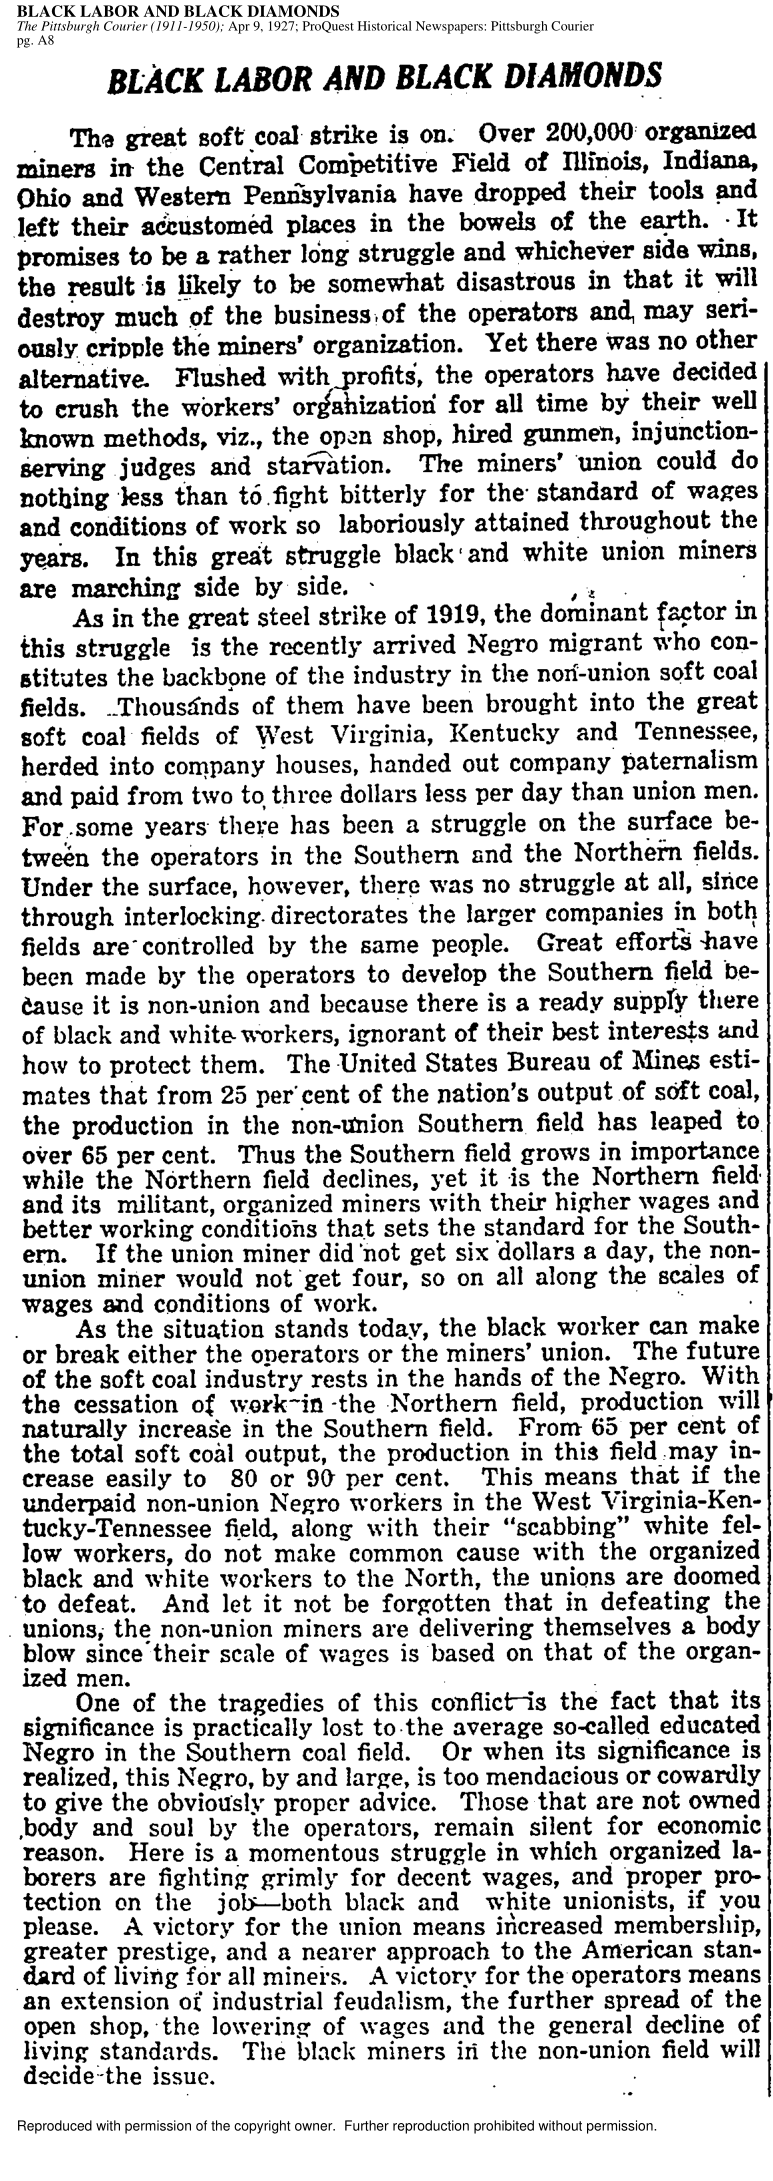 BLACK LABOR AND BLACK DIAMONDS
The Pittsburgh Courier (1911-1950); Apr 9, 1927; ProQuest Historical Newspapers: Pittsburgh Courier
pg. A8
BLACK LABOR AND BLACK DIAMONDS
The great soft coal strike is on. Over 200,000 organized
miners in the Central Competitive Field of Illinois, Indiana,
Ohio and Western Pennsylvania have dropped their tools and
left their accustomed places in the bowels of the earth. It
promises to be a rather long struggle and whichever side wins,
the result is likely to be somewhat disastrous in that it will
destroy much of the business of the operators and may seri-
ously cripple the miners' organization. Yet there was no other
alternative. Flushed with profits, the operators have decided
to crush the workers' organization for all time by their well
known methods, viz., the open shop, hired gunmen, injunction-
serving judges and starvation. The miners' union could do
nothing less than to fight bitterly for the standard of wages
and conditions of work so laboriously attained throughout the
years. In this great struggle black and white union miners
are marching side by side.
As in the great steel strike of 1919, the dominant factor in
this struggle is the recently arrived Negro migrant who con-
stitutes the backbone of the industry in the non-union soft coal
fields. Thousands of them have been brought into the great
soft coal fields of West Virginia, Kentucky and Tennessee,
herded into company houses, handed out company paternalism
and paid from two to three dollars less per day than union men.
For some years there has been a struggle on the surface be-
tween the operators in the Southern and the Northern fields.
Under the surface, however, there was no struggle at all, since
through interlocking directorates the larger companies in both
fields are controlled by the same people. Great efforts have
been made by the operators to develop the Southern field be-
cause it is non-union and because there is a ready supply there
of black and white workers, ignorant of their best interests and
how to protect them. The United States Bureau of Mines esti-
mates that from 25 per cent of the nation's output of soft coal,
the production in the non-union Southern field has leaped to
over 65 per cent. Thus the Southern field grows in importance
while the Northern field declines, yet it is the Northern field
and its militant, organized miners with their higher wages and
better working conditions that sets the standard for the South-
ern. If the union miner did not get six dollars a day, the non-
union miner would not get four, so on all along the scales of
wages and conditions of work.
As the situation stands today, the black worker can make
or break either the operators or the miners' union. The future
of the soft coal industry rests in the hands of the Negro. With
the cessation of work in the Northern field, production will
naturally increase in the Southern field. From 65 per cent of
the total soft coal output, the production in this field may in-
crease easily to 80 or 90 per cent. This means that if the
underpaid non-union Negro workers in the West Virginia-Ken-
tucky-Tennessee field, along with their "scabbing" white fel-
low workers, do not make common cause with the organized
black and white workers to the North, the unions are doomed
to defeat. And let it not be forgotten that in defeating the
unions, the non-union miners are delivering themselves a body
blow since their scale of wages is based on that of the organ-
ized men.
One of the tragedies of this conflict is the fact that its
significance is practically lost to the average so-called educated
Negro in the Southern coal field. Or when its significance is
realized, this Negro, by and large, is too mendacious or cowardly
to give the obviously proper advice. Those that are not owned
body and soul by the operators, remain silent for economic
reason. Here is a momentous struggle in which organized la-
borers are fighting grimly for decent wages, and proper pro-
tection on the job—both black and white unionists, if you
please. A victory for the union means increased membership,
greater prestige, and a nearer approach to the American stan-
dard of living for all miners. A victory for the operators means
an extension of industrial feudalism, the further spread of the
open shop, the lowering of wages and the general decline of
living standards. The black miners in the non-union field will
decide the issue.
Reproduced with permission of the copyright owner. Further reproduction prohibited without permission.